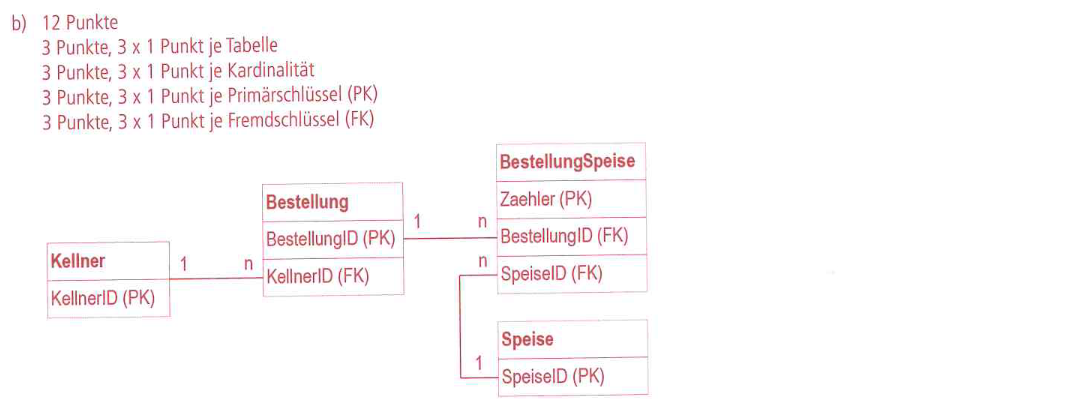 b) 12 Punkte
3 Punkte, 3 x 1 Punkt je Tabelle
3 Punkte, 3 x 1 Punkt je Kardinalität
3 Punkte, 3 x 1 Punkt je Primärschlüssel (PK)
3 Punkte, 3 x 1 Punkt je Fremdschlüssel (FK)
Kellner
KellnerID (PK)
1 n
Bestellung
BestellungID (PK)
KellnerID (FK)
1 n
BestellungSpeise
Zaehler (PK)
BestellungID (FK)
SpeiseID (FK)
n
1
Speise
SpeiseID (PK)